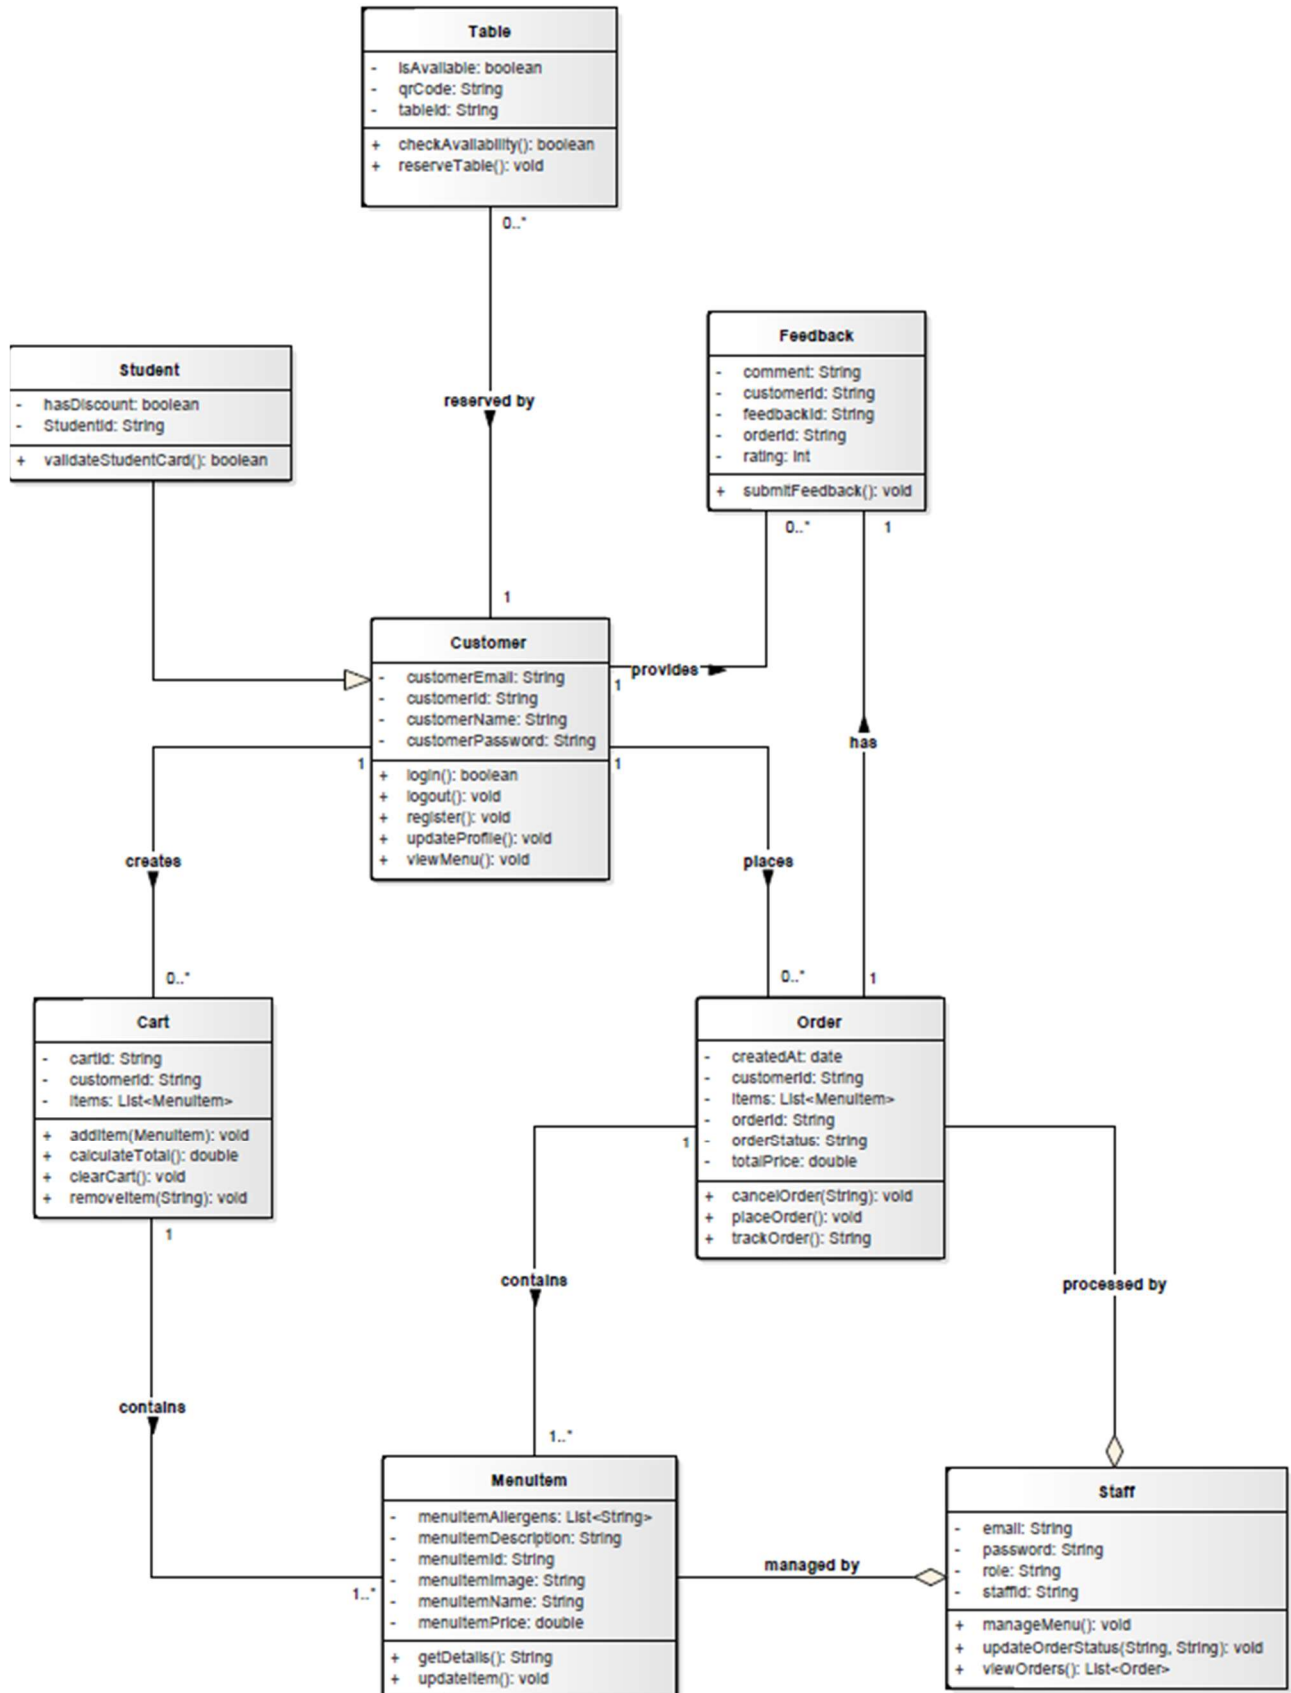 Table
- isAvailable: boolean
- qrCode: String
- tableId: String
+ checkAvailability(): boolean
+ reserveTable(): void
0..*
reserved by
1
Student
- hasDiscount: boolean
- StudentId: String
+ validateStudentCard(): boolean
Feedback
- comment: String
- customerId: String
- feedbackId: String
- orderId: String
- rating: int
+ submitFeedback(): void
0..*
1
Customer
- customerEmail: String
- customerId: String
- customerName: String
- customerPassword: String
+ login(): boolean
+ logout(): void
+ register(): void
+ updateProfile(): void
+ viewMenu(): void
provides
1
has
1
1
creates
places
0..*
0..*
1
Cart
- cartId: String
- customerId: String
- items: List<MenuItem>
+ addItem(MenuItem): void
+ calculateTotal(): double
+ clearCart(): void
+ removeItem(String): void
1
Order
- createdAt: date
- customerId: String
- items: List<MenuItem>
- orderId: String
- orderStatus: String
- totalPrice: double
+ cancelOrder(String): void
+ placeOrder(): void
+ trackOrder(): String
1
contains
processed by
contains
1..*
1..*
MenuItem
- menuItemAllergens: List<String>
- menuItemDescription: String
- menuItemId: String
- menuItemImage: String
- menuItemName: String
- menuItemPrice: double
+ getDetails(): String
+ updateItem(): void
managed by
Staff
- email: String
- password: String
- role: String
- staffId: String
+ manageMenu(): void
+ updateOrderStatus(String, String): void
+ viewOrders(): List<Order>